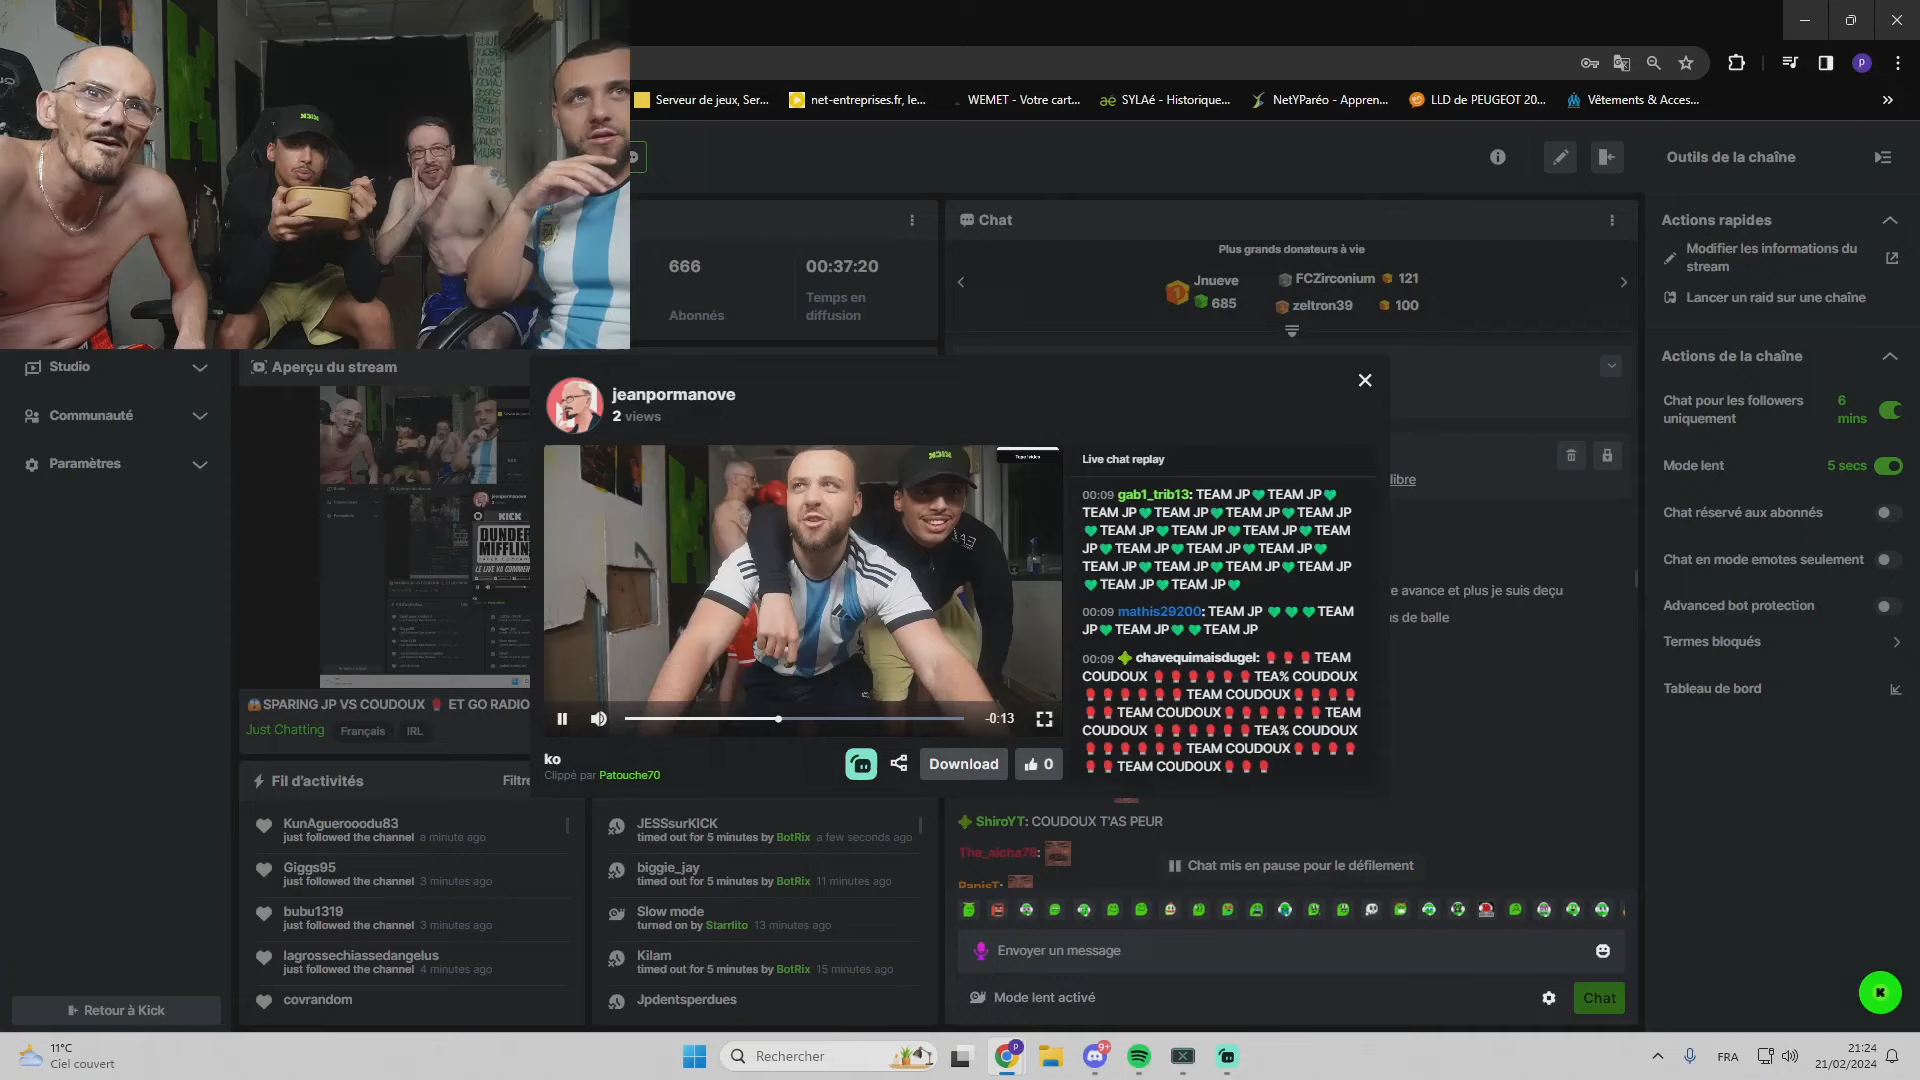 Serveur de jeux, Ser...
net-entreprises.fr, le...
WEMET - Votre cart...
SYLAé - Historique...
NetYParéo - Appren...
LLD de PEUGEOT 20...
Vêtements & Acces...
Outils de la chaîne
666
Abonnés
00:37:20
Temps en
diffusion
Chat
Plus grands donateurs à vie
Jnueve
685
FCZirconium 121
zeltron39 100
Actions rapides
Modifier les informations du
stream
Lancer un raid sur une chaîne
Actions de la chaîne
Chat pour les followers
uniquement
6
mins
Mode lent
5 secs
Chat réservé aux abonnés
Chat en mode emotes seulement
Advanced bot protection
Termes bloqués
Tableau de bord
Studio
Communauté
Paramètres
Retour à Kick
Aperçu du stream
KICK
DUNDER
MIFFLIN
😱SPARING JP VS COUDOUX 🥊 ET GO RADIO
Just Chatting
Français
IRL
jeanpormanove
2 views
-0:13
ko
Clippé par Patouche70
Download
0
Live chat replay
00:09 gab1_trib13: TEAM JP💚TEAM JP💚
TEAM JP💚TEAM JP💚TEAM JP💚TEAM JP
💚TEAM JP💚TEAM JP💚TEAM JP💚TEAM
JP💚TEAM JP💚TEAM JP💚TEAM JP💚
TEAM JP💚TEAM JP💚TEAM JP💚TEAM JP
💚TEAM JP💚TEAM JP💚
00:09 mathis29200: TEAM JP 💚 💚 💚TEAM
JP💚TEAM JP💚 💚TEAM JP
00:09 chavequimaisdugel: 🥊 🥊 🥊TEAM
COUDOUX 🥊 🥊 🥊 🥊 🥊 🥊 🥊TEA% COUDOUX
🥊 🥊 🥊 🥊 🥊 🥊 🥊 🥊TEAM COUDOUX🥊 🥊 🥊 🥊
🥊 🥊TEAM COUDOUX🥊 🥊 🥊 🥊 🥊 🥊 🥊TEAM
COUDOUX 🥊 🥊 🥊 🥊 🥊 🥊 🥊TEA% COUDOUX
🥊 🥊 🥊 🥊 🥊 🥊 🥊TEAM COUDOUX🥊 🥊 🥊 🥊
🥊 🥊TEAM COUDOUX🥊 🥊 🥊
libre
e avance et plus je suis deçu
s de balle
Fil d'activités
Filtre
KunAguerooodu83
just followed the channel a minute ago
Giggs95
just followed the channel 3 minutes ago
bubu1319
just followed the channel 3 minutes ago
lagrossechiassedangelus
just followed the channel 4 minutes ago
covrandom
JESSsurKICK
timed out for 5 minutes by BotRix a few seconds ago
biggie_jay
timed out for 5 minutes by BotRix 11 minutes ago
Slow mode
turned on by Starrlito 13 minutes ago
Kilam
timed out for 5 minutes by BotRix 15 minutes ago
Jpdentsperdues
ShiroYT: COUDOUX T'AS PEUR
The_aicha78:
PanisT:
Chat mis en pause pour le défilement
Envoyer un message
Mode lent activé
Chat
11°C
Ciel couvert
Rechercher
9+
FRA
21:24
21/02/2024